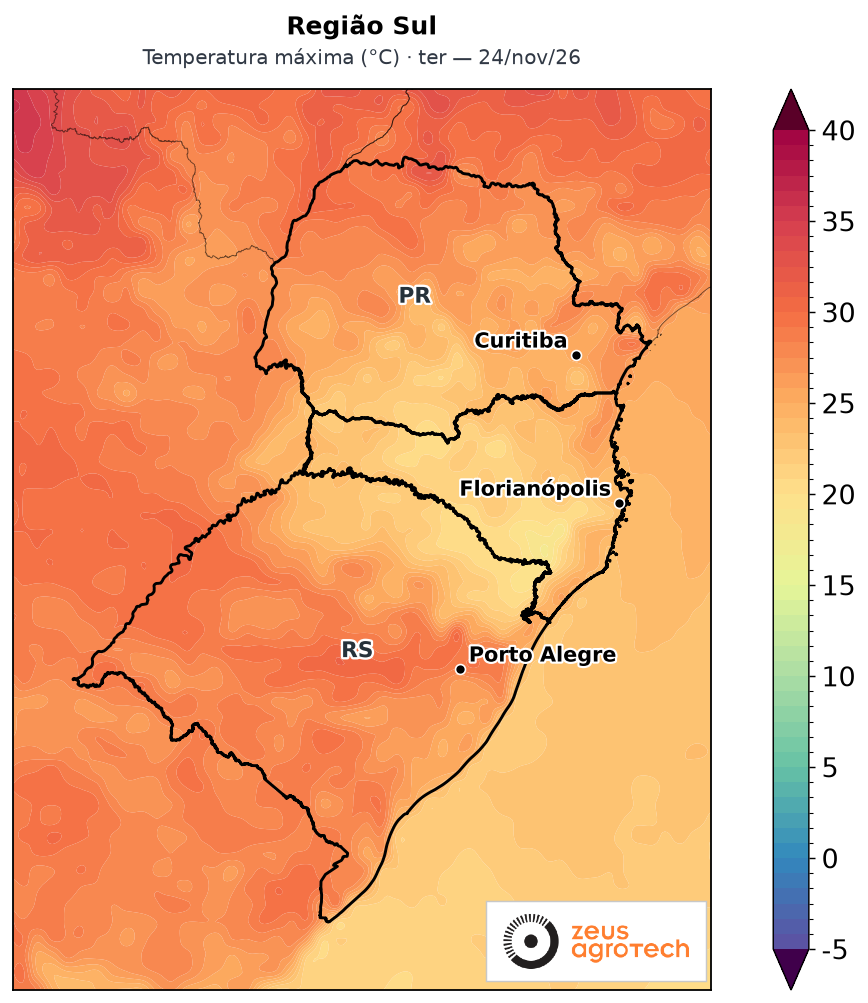 Região Sul
Temperatura máxima (°C) · ter — 24/nov/26
PR
Curitiba
Florianópolis
RS
Porto Alegre
40
35
30
25
20
15
10
5
0
-5
zeus
agrotech